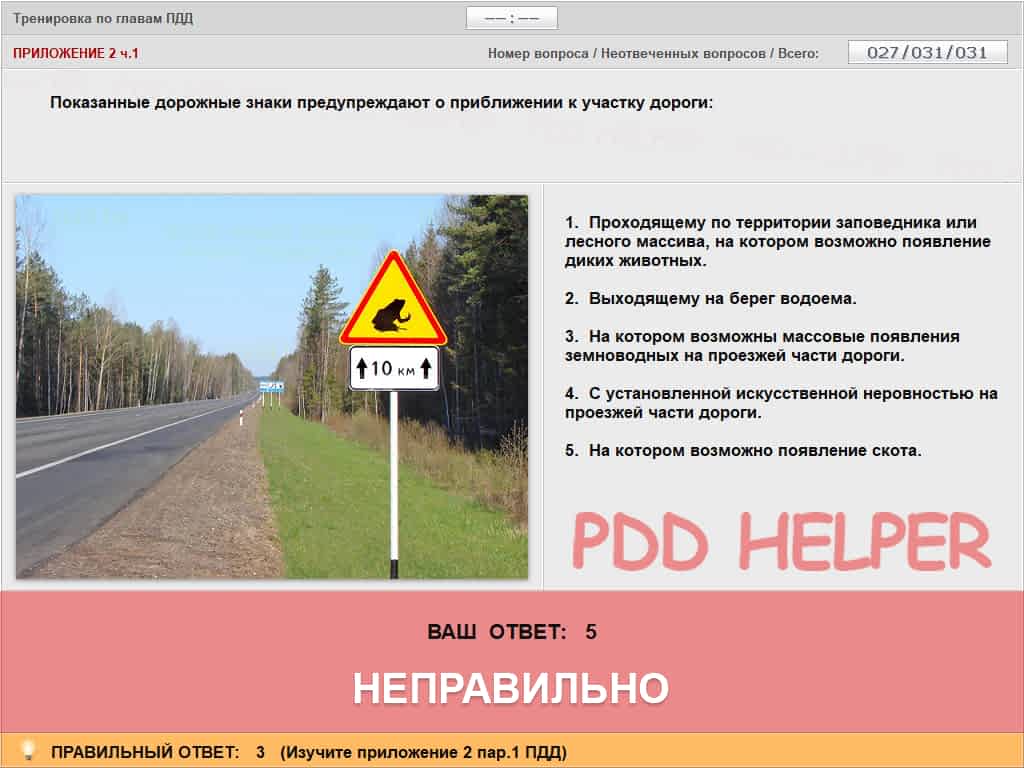 Тренировка по главам ПДД
––:––
ПРИЛОЖЕНИЕ 2 ч.1
Номер вопроса / Неотвеченных вопросов / Всего:
027/031/031
Показанные дорожные знаки предупреждают о приближении к участку дороги:
10 км
1. Проходящему по территории заповедника или
лесного массива, на котором возможно появление
диких животных.
2. Выходящему на берег водоема.
3. На котором возможны массовые появления
земноводных на проезжей части дороги.
4. С установленной искусственной неровностью на
проезжей части дороги.
5. На котором возможно появление скота.
PDD HELPER
ВАШ ОТВЕТ: 5
НЕПРАВИЛЬНО
ПРАВИЛЬНЫЙ ОТВЕТ: 3 (Изучите приложение 2 пар.1 ПДД)